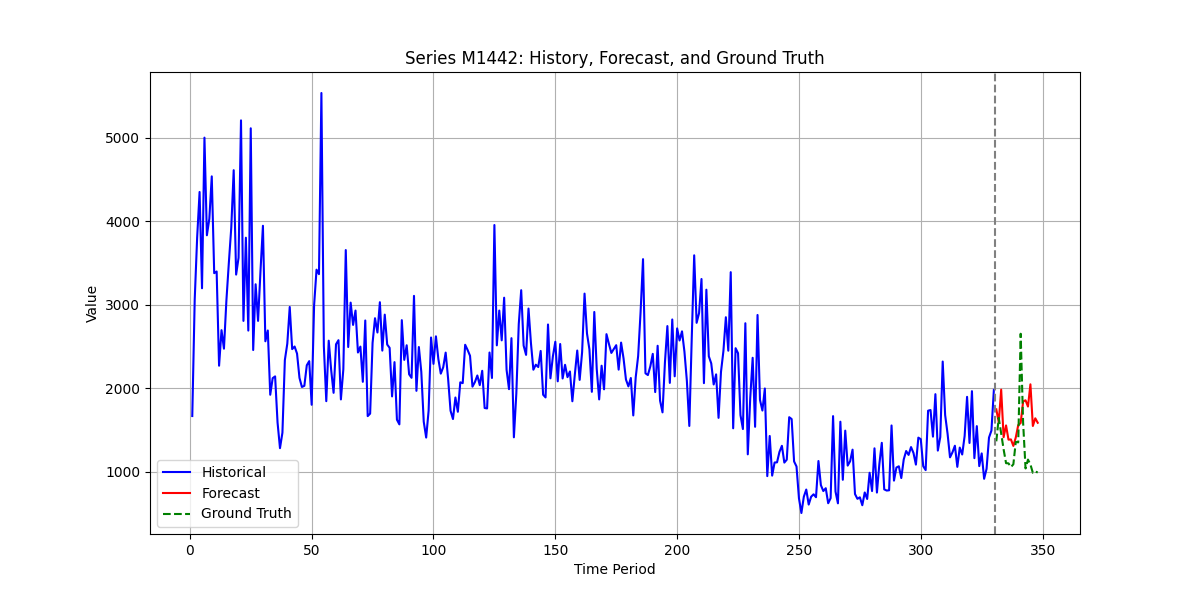 Series M1442: History, Forecast, and Ground Truth
Value
5000
4000
3000
2000
1000
Historical
Forecast
Ground Truth
0
50
100
150
200
250
300
350
Time Period